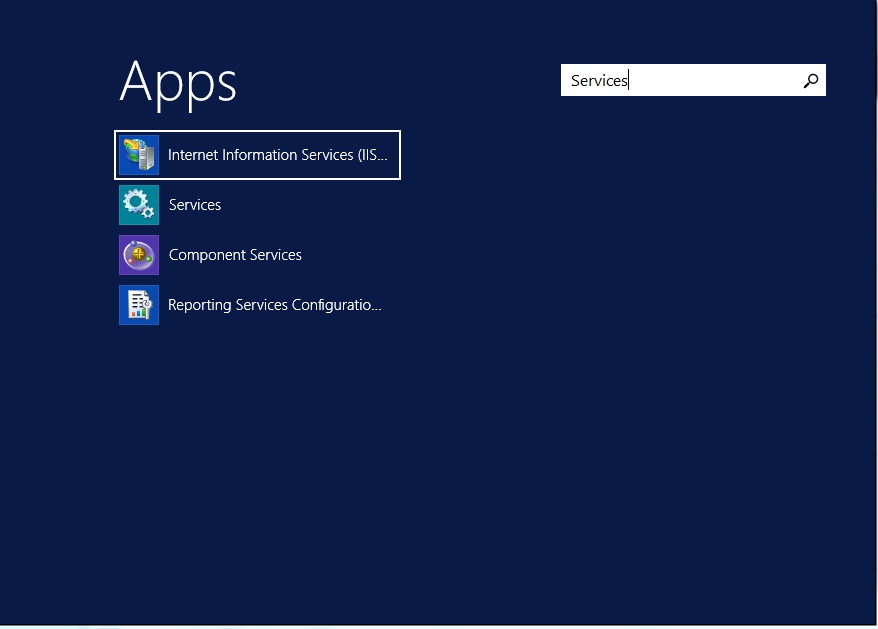 Apps
Services
Internet Information Services (IIS...
Services
Component Services
Reporting Services Configuratio...